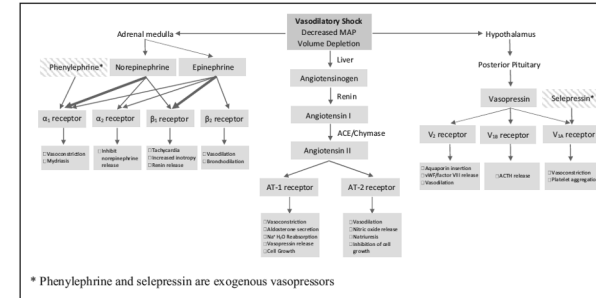 Vasodilatory Shock
Decreased MAP
Volume Depletion
Adrenal medulla
Hypothalamus
Liver
Posterior Pituitary
Phenylephrine*
Norepinephrine
Epinephrine
Angiotensinogen
Renin
Vasopressin
Selepressin*
α₁ receptor
α₂ receptor
β₁ receptor
β₂ receptor
Angiotensin I
ACE/Chymase
V₂ receptor
V₁B receptor
V₁A receptor
□Vasoconstriction
□Mydriasis
□Inhibit
norepinephrine
release
□Tachycardia
□Increased inotropy
□Renin release
□Vasodilation
□Bronchodilation
Angiotensin II
□Aquaporin insertion
□vWF/factor VIII release
□Vasodilation
□ACTH release
□Vasoconstriction
□Platelet aggregation
AT-1 receptor
AT-2 receptor
□Vasoconstriction
□Aldosterone secretion
□Na⁺ H₂O Reabsorption
□Vasopressin release
□Cell Growth
□Vasodilation
□Nitric oxide release
□Natriuresis
□Inhibition of cell
growth
* Phenylephrine and selepressin are exogenous vasopressors